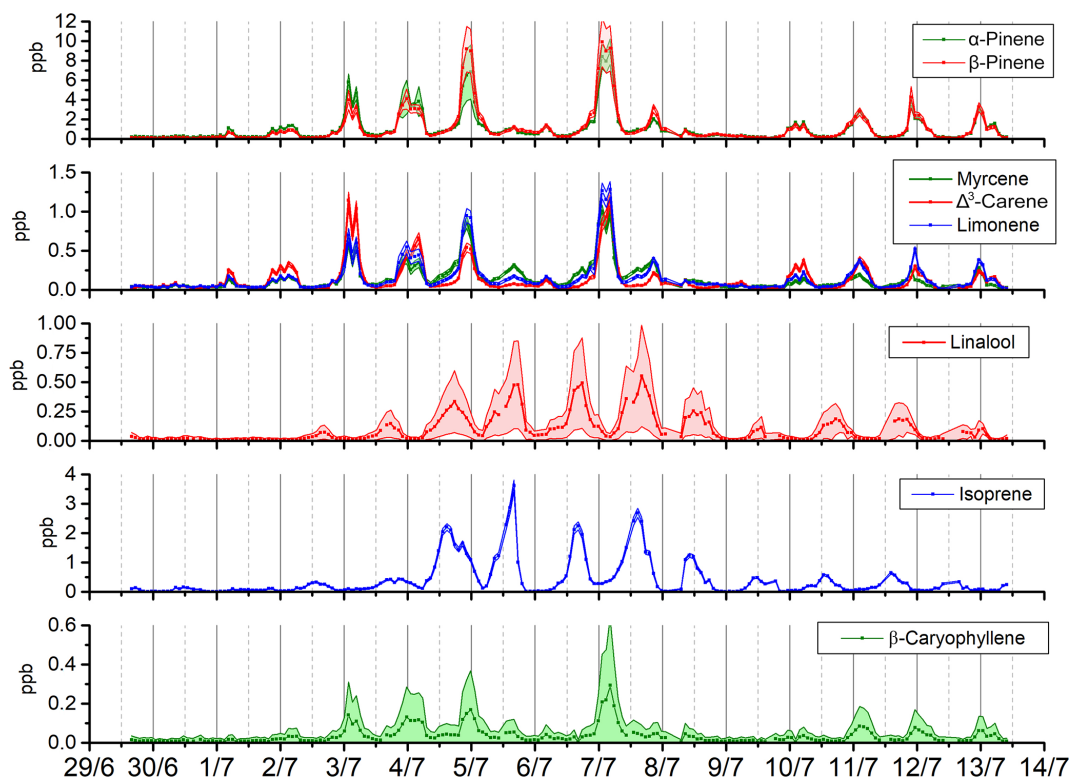 12
10
8
6
4
2
0
ppb
α-Pinene
β-Pinene
1.5
1.0
0.5
0.0
ppb
Myrcene
Δ³-Carene
Limonene
1.00
0.75
0.50
0.25
0.00
ppb
Linalool
4
3
2
1
0
ppb
Isoprene
0.6
0.4
0.2
0.0
ppb
β-Caryophyllene
29/6 30/6 1/7 2/7 3/7 4/7 5/7 6/7 7/7 8/7 9/7 10/7 11/7 12/7 13/7 14/7